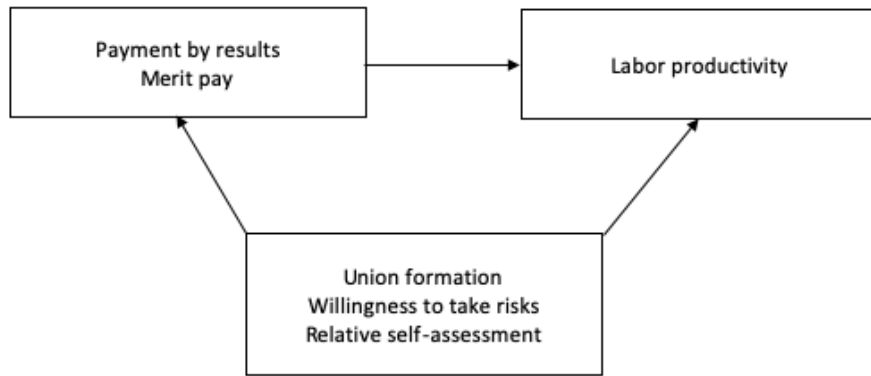 Payment by results
Merit pay
Labor productivity
Union formation
Willingness to take risks
Relative self-assessment